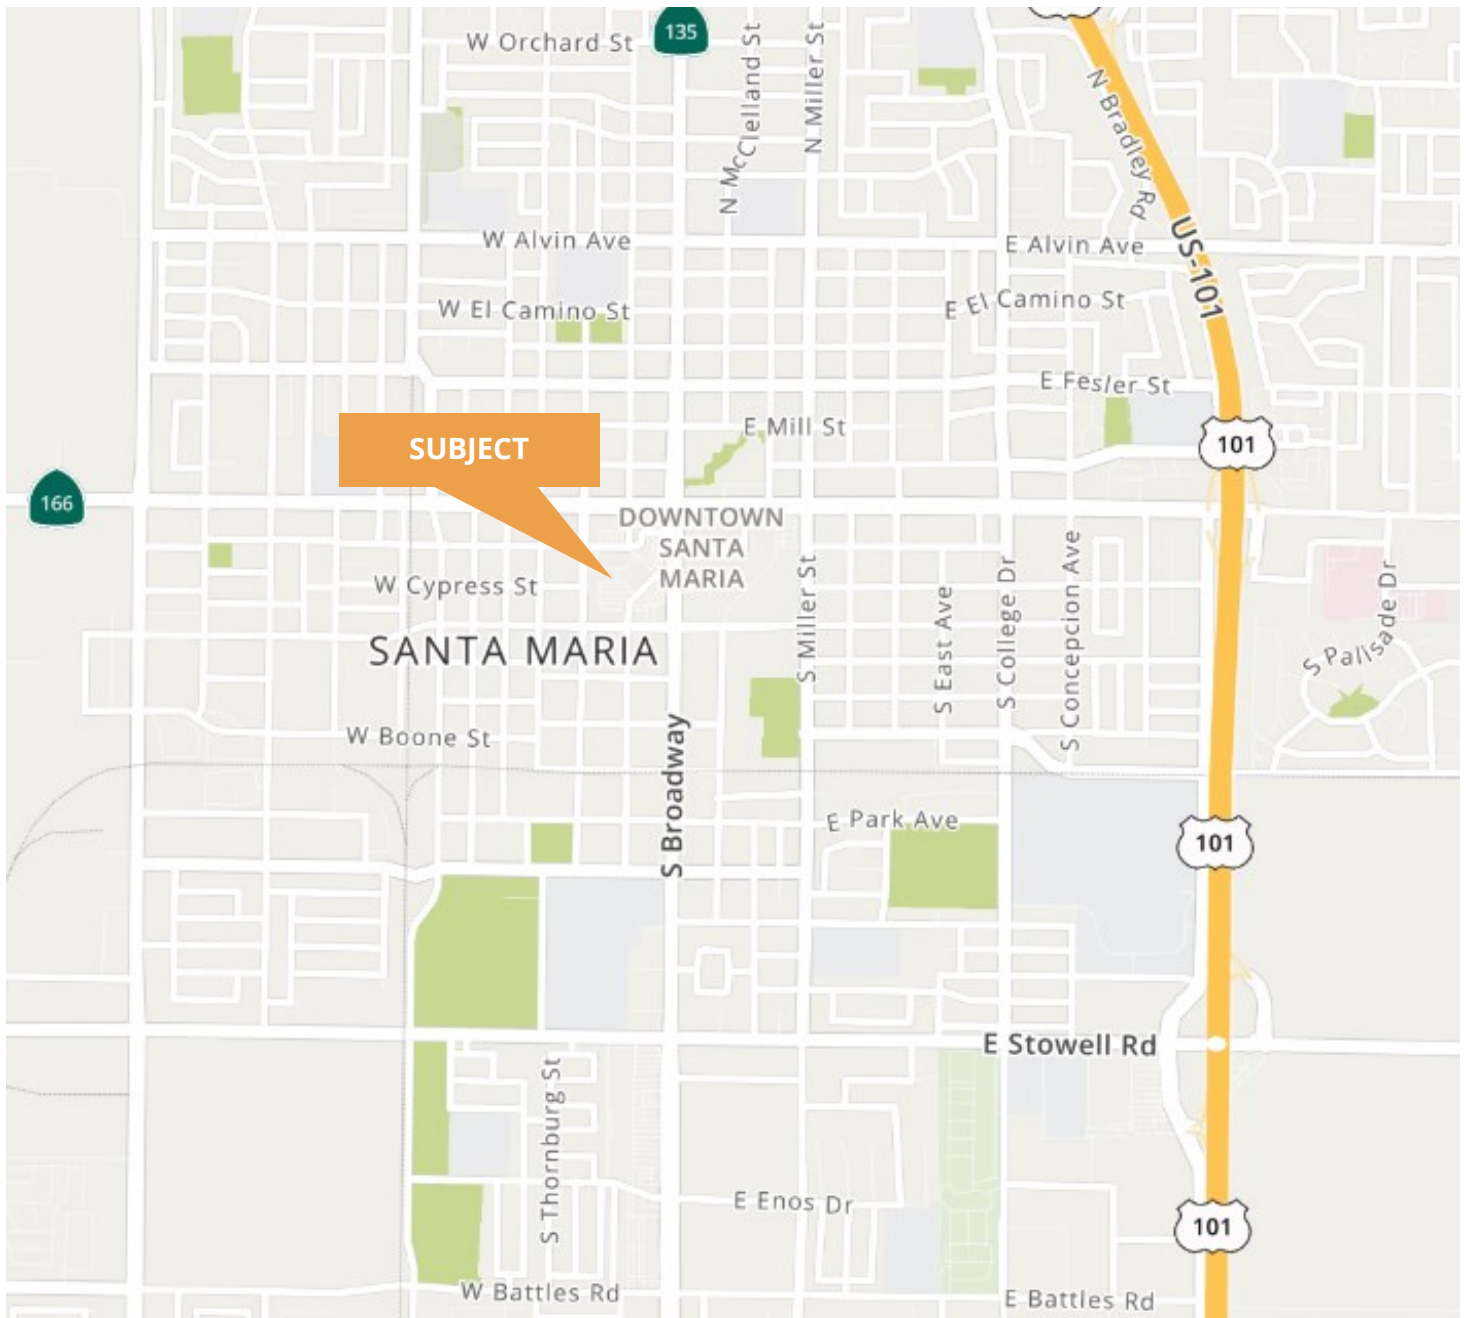 135
W Orchard St
N McClelland St
N Miller St
N Bradley Rd
US-101
W Alvin Ave
E Alvin Ave
W El Camino St
E El Camino St
E Fesler St
SUBJECT
E Mill St
101
166
DOWNTOWN
SANTA
MARIA
W Cypress St
S Miller St
S East Ave
S College Dr
S Concepcion Ave
S Palisade Dr
SANTA MARIA
W Boone St
S Broadway
E Park Ave
101
E Stowell Rd
S Thornburg St
E Enos Dr
101
W Battles Rd
E Battles Rd